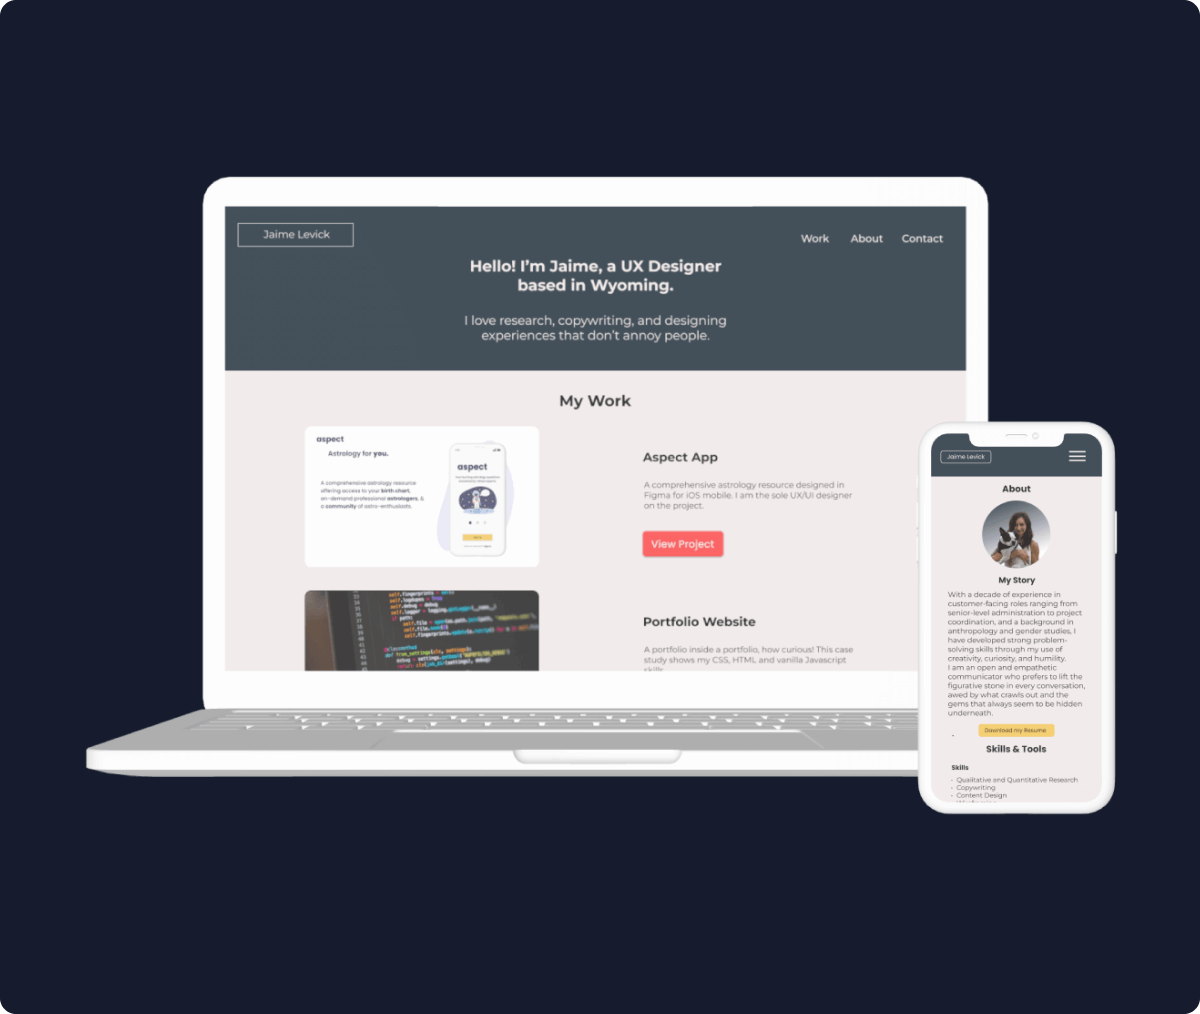 Jaime Levick
Work About Contact
Hello! I'm Jaime, a UX Designer
based in Wyoming.
I love research, copywriting, and designing
experiences that don't annoy people.
My Work
aspect
Astrology for you.
A comprehensive astrology resource
offering access to your birth chart,
on-demand professional astrologers, &
a community of astro-enthusiasts.
aspect
Aspect App
A comprehensive astrology resource designed in
Figma for iOS mobile. I am the sole UX/UI designer
on the project.
View Project
Portfolio Website
A portfolio inside a portfolio, how curious! This case
study shows my CSS, HTML and vanilla Javascript
skills
Jaime Levick
About
My Story
With a decade of experience in
customer-facing roles ranging from
senior-level administration to project
coordination, and a background in
anthropology and gender studies, I
have developed strong problem-
solving skills through my use of
creativity, curiosity, and humility.
I am an open and empathetic
communicator who prefers to lift the
figurative stone in every conversation,
awed by what crawls out and the
gems that always seem to be hidden
underneath.
Download my Resume
Skills & Tools
Skills
• Qualitative and Quantitative Research
• Copywriting
• Content Design